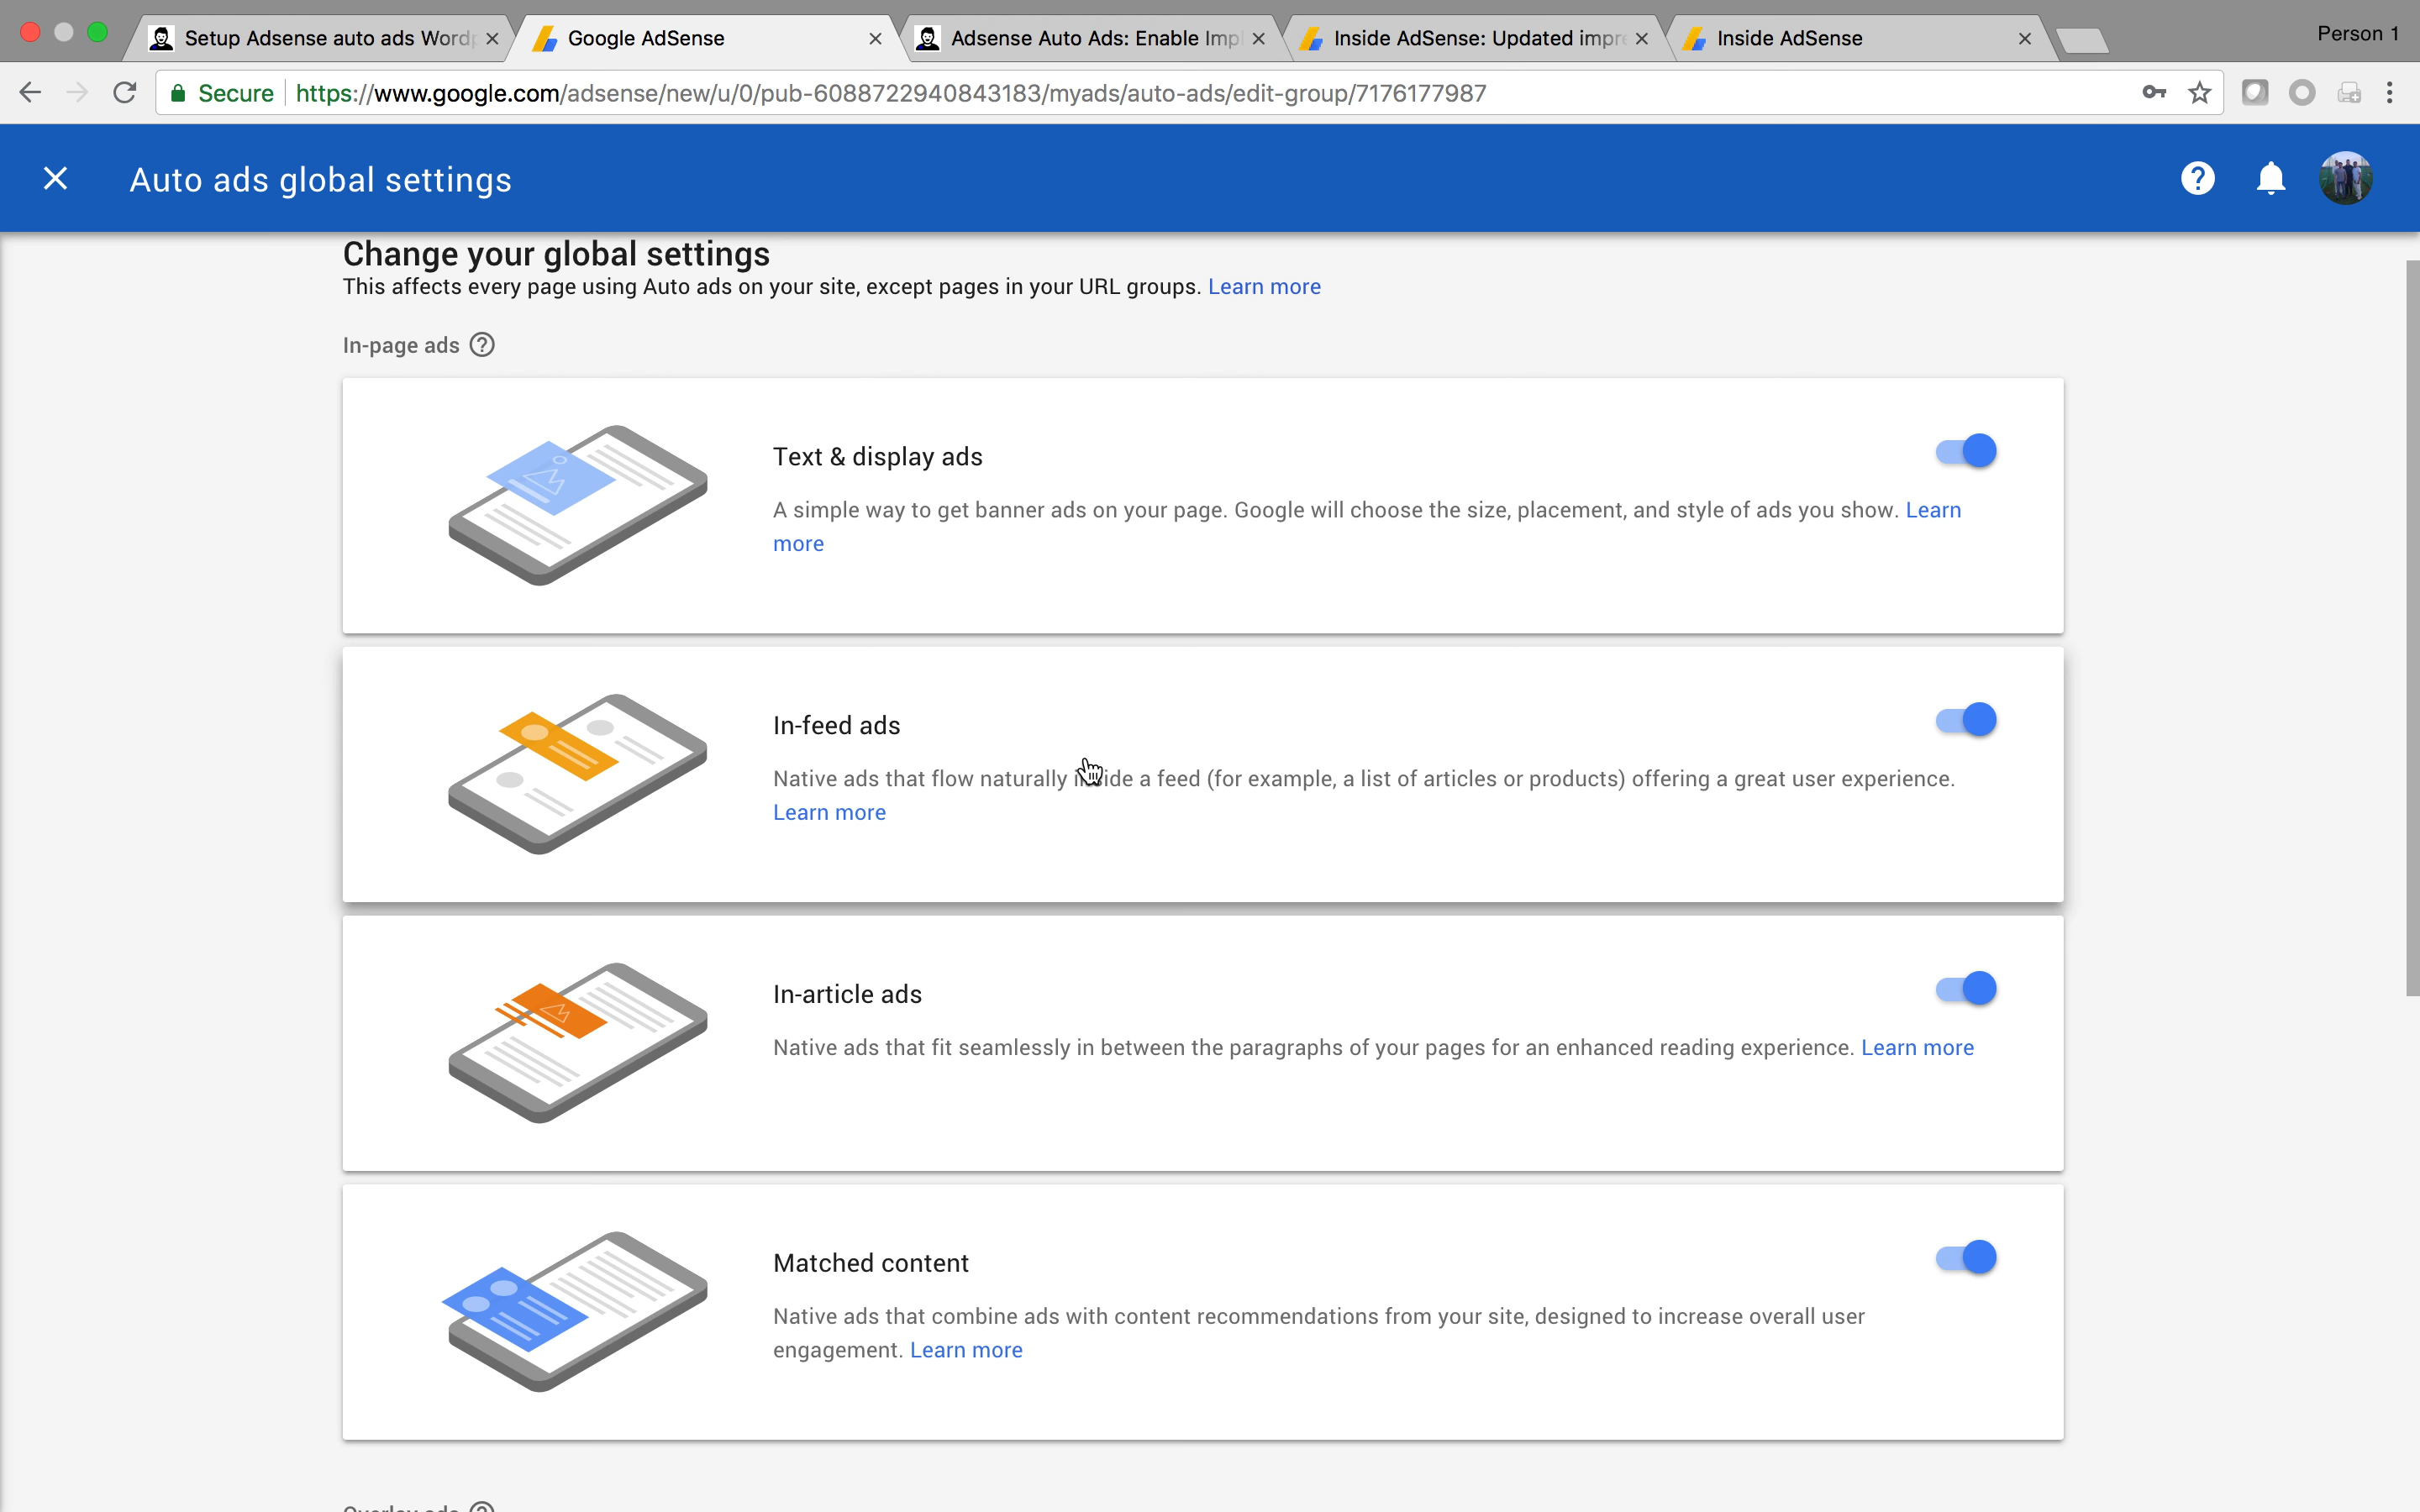 Setup Adsense auto ads Wordp
Google AdSense
Adsense Auto Ads: Enable Impl
Inside AdSense: Updated impre
Inside AdSense
Person 1
Secure
https://www.google.com/adsense/new/u/0/pub-6088722940843183/myads/auto-ads/edit-group/7176177987
Auto ads global settings
Change your global settings
This affects every page using Auto ads on your site, except pages in your URL groups. Learn more
In-page ads
Text & display ads
A simple way to get banner ads on your page. Google will choose the size, placement, and style of ads you show. Learn
more
In-feed ads
Native ads that flow naturally inside a feed (for example, a list of articles or products) offering a great user experience.
Learn more
In-article ads
Native ads that fit seamlessly in between the paragraphs of your pages for an enhanced reading experience. Learn more
Matched content
Native ads that combine ads with content recommendations from your site, designed to increase overall user
engagement. Learn more
Overlay ads